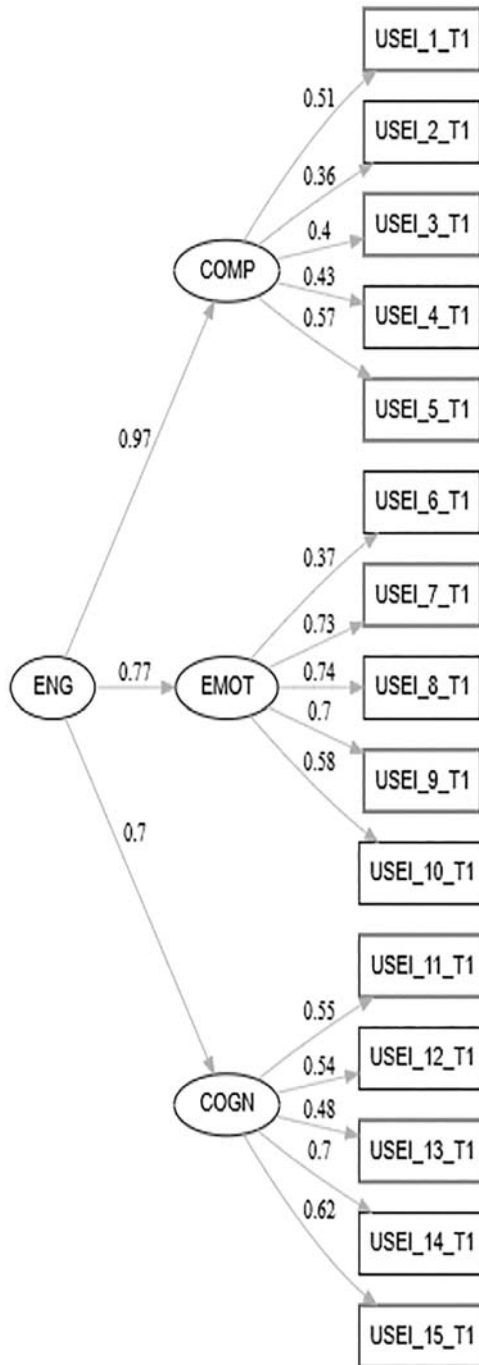 USEI_1_T1
0.51
USEI_2_T1
0.36
USEI_3_T1
0.4
COMP
0.43
USEI_4_T1
0.57
USEI_5_T1
0.97
USEI_6_T1
0.37
USEI_7_T1
0.73
ENG
0.77
EMOT
0.74
USEI_8_T1
0.7
USEI_9_T1
0.58
0.7
USEI_10_T1
USEI_11_T1
0.55
USEI_12_T1
0.54
COGN
0.48
USEI_13_T1
0.7
USEI_14_T1
0.62
USEI_15_T1